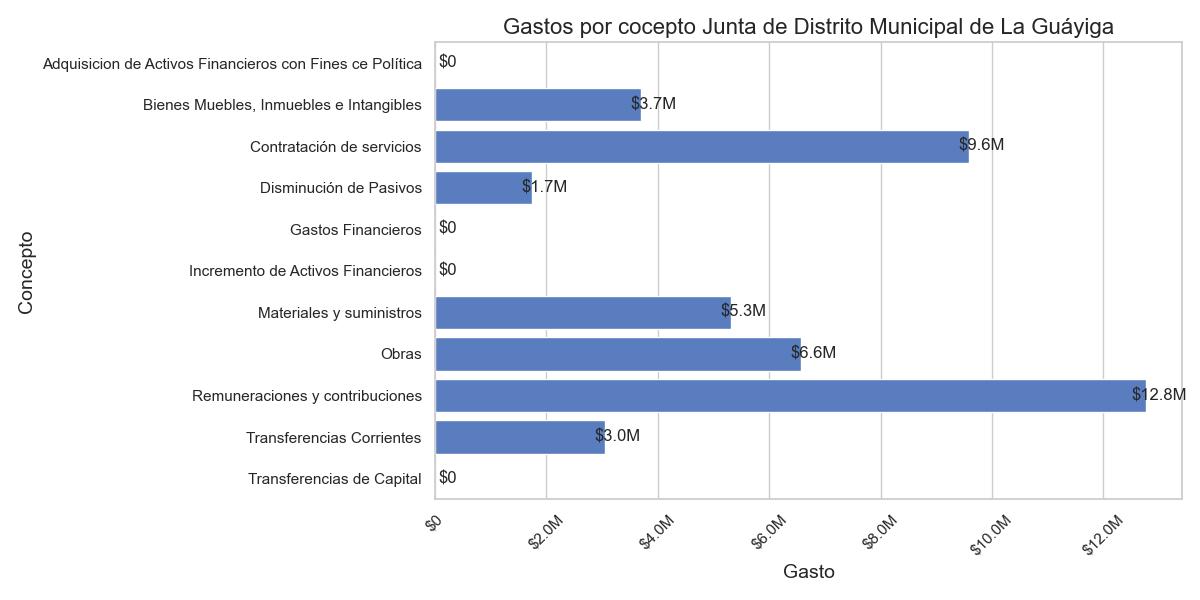 Gastos por cocepto Junta de Distrito Municipal de La Guáyiga
Concepto
Adquisicion de Activos Financieros con Fines ce Política $0
Bienes Muebles, Inmuebles e Intangibles $3.7M
Contratación de servicios $9.6M
Disminución de Pasivos $1.7M
Gastos Financieros $0
Incremento de Activos Financieros $0
Materiales y suministros $5.3M
Obras $6.6M
Remuneraciones y contribuciones $12.8M
Transferencias Corrientes $3.0M
Transferencias de Capital $0
$0 $2.0M $4.0M $6.0M $8.0M $10.0M $12.0M
Gasto